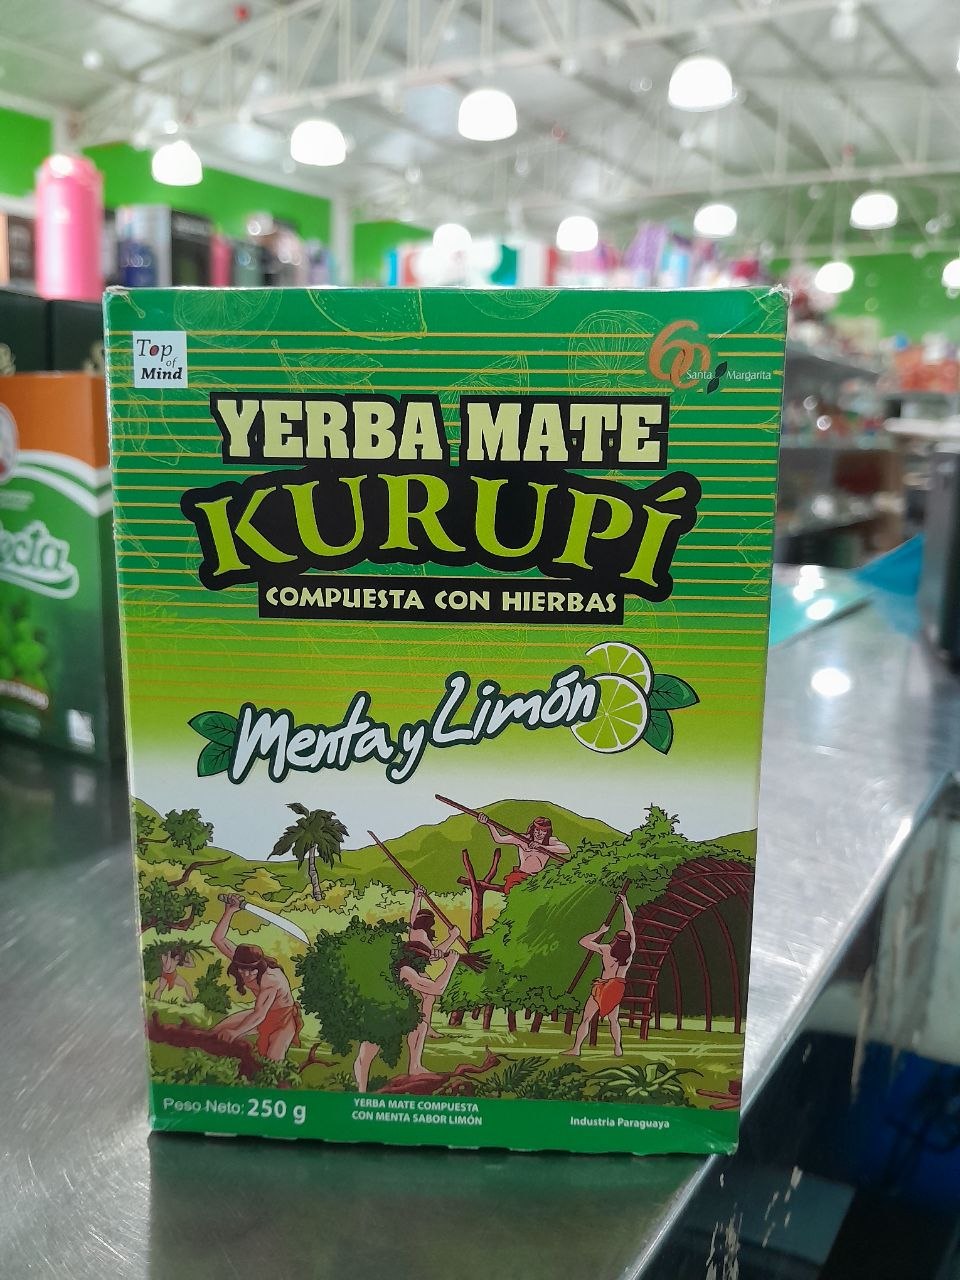 Top
of
Mind
60
Santa Margarita
YERBA MATE
KURUPÍ
COMPUESTA CON HIERBAS
Menta y Limón
Peso Neto: 250 g
YERBA MATE COMPUESTA
CON MENTA SABOR LIMÓN
Industria Paraguaya